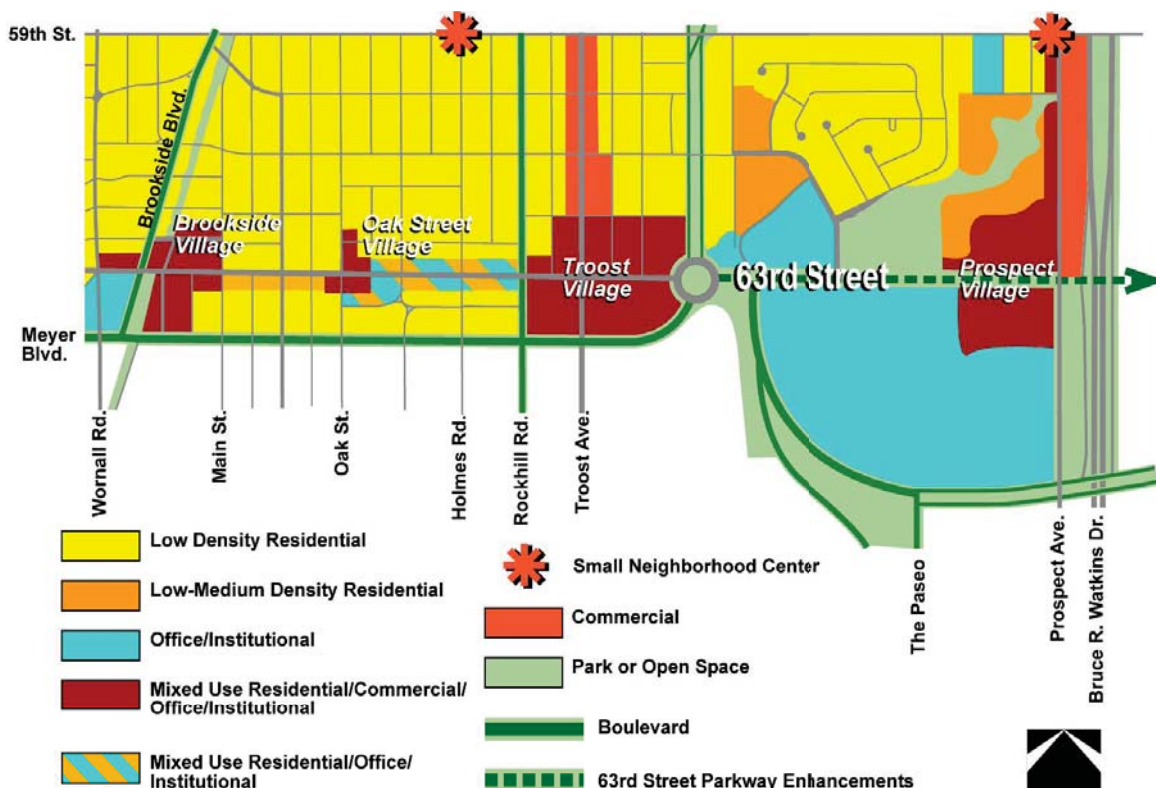 59th St.
Brookside Blvd.
Brookside
Village
Oak Street
Village
Troost
Village
63rd Street
Prospect
Village
Meyer
Blvd.
Wornall Rd.
Main St.
Oak St.
Holmes Rd.
Rockhill Rd.
Troost Ave.
The Paseo
Prospect Ave.
Bruce R. Watkins Dr.
Low Density Residential
Low-Medium Density Residential
Office/Institutional
Mixed Use Residential/Commercial/
Office/Institutional
Mixed Use Residential/Office/
Institutional
Small Neighborhood Center
Commercial
Park or Open Space
Boulevard
63rd Street Parkway Enhancements